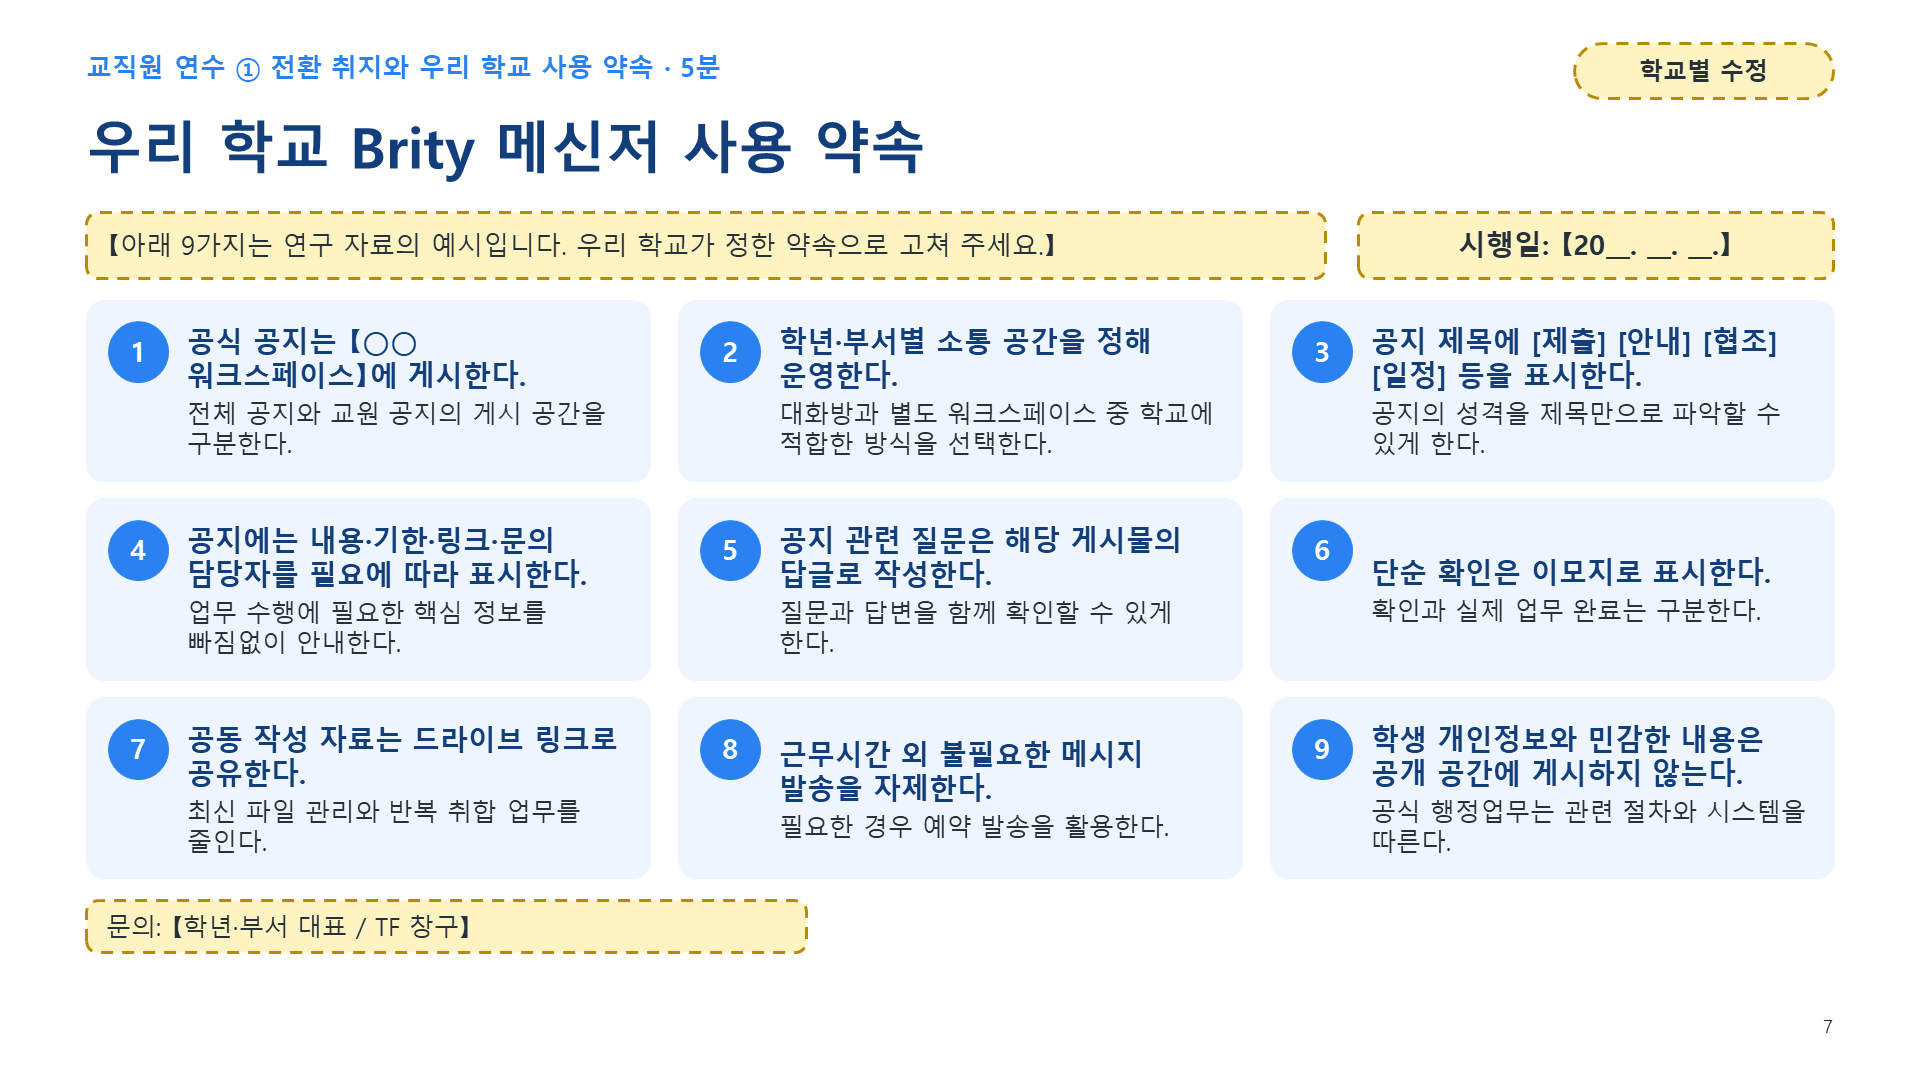 교직원 연수 ① 전환 취지와 우리 학교 사용 약속 · 5분
학교별 수정
우리 학교 Brity 메신저 사용 약속
【아래 9가지는 연구 자료의 예시입니다. 우리 학교가 정한 약속으로 고쳐 주세요.】
시행일: 【20__. __. __.】
1
공식 공지는 【○○
워크스페이스】에 게시한다.
전체 공지와 교원 공지의 게시 공간을
구분한다.
2
학년·부서별 소통 공간을 정해
운영한다.
대화방과 별도 워크스페이스 중 학교에
적합한 방식을 선택한다.
3
공지 제목에 [제출] [안내] [협조]
[일정] 등을 표시한다.
공지의 성격을 제목만으로 파악할 수
있게 한다.
4
공지에는 내용·기한·링크·문의
담당자를 필요에 따라 표시한다.
업무 수행에 필요한 핵심 정보를
빠짐없이 안내한다.
5
공지 관련 질문은 해당 게시물의
답글로 작성한다.
질문과 답변을 함께 확인할 수 있게
한다.
6
단순 확인은 이모지로 표시한다.
확인과 실제 업무 완료는 구분한다.
7
공동 작성 자료는 드라이브 링크로
공유한다.
최신 파일 관리와 반복 취합 업무를
줄인다.
8
근무시간 외 불필요한 메시지
발송을 자제한다.
필요한 경우 예약 발송을 활용한다.
9
학생 개인정보와 민감한 내용은
공개 공간에 게시하지 않는다.
공식 행정업무는 관련 절차와 시스템을
따른다.
문의: 【학년·부서 대표 / TF 창구】
7